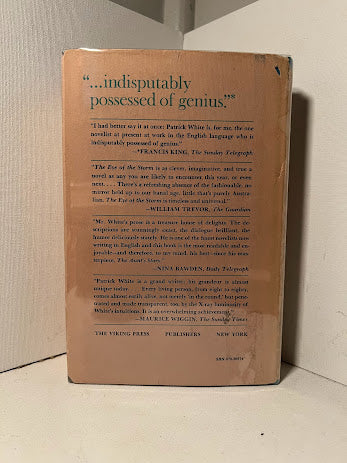 “...indisputably
possessed of genius.”*
"I had better say it at once: Patrick White is, for me, the one
novelist at present at work in the English language who is
indisputably possessed of genius."
—*FRANCIS KING, The Sunday Telegraph
"The Eye of the Storm is as clever, imaginative, and true a
novel as any you are likely to encounter this year, or even
next. . . . There's a refreshing absence of the fashionable, no
mirror held up to our banal age, little that's purely Austra-
lian. The Eye of the Storm is timeless and universal."
—WILLIAM TREVOR, The Guardian
"Mr. White's prose is a treasure house of delights. The de-
scriptions are stunningly exact, the dialogue brilliant, the
humor deliciously stately. He is one of the finest novelists now
writing in English and this book is the most readable and en-
joyable—and therefore, to my mind, his best—since his mas-
terpiece, The Aunt's Story."
NINA BAWDEN, Daily Telegraph
"Patrick White is a grand writer; his grandeur is almost
unique today. . . . Every living person, from eight to eighty,
comes almost eerily alive, not merely 'in the round,' but pene-
trated and made transparent, too, by the X-ray luminosity of
White's intuitions. It is an overwhelming achievement."
—MAURICE WIGGIN, The Sunday Times
THE VIKING PRESS PUBLISHERS NEW YORK
SBN